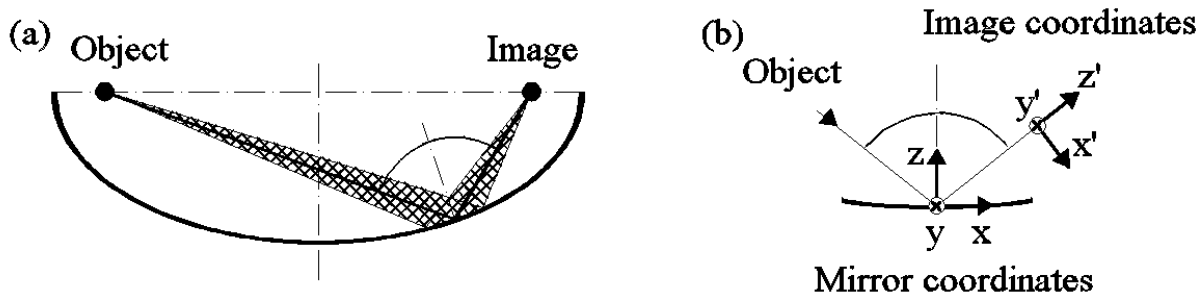 (a)
Object
Image
(b)
Image coordinates
Object
z'
y'
x'
z
y
x
Mirror coordinates